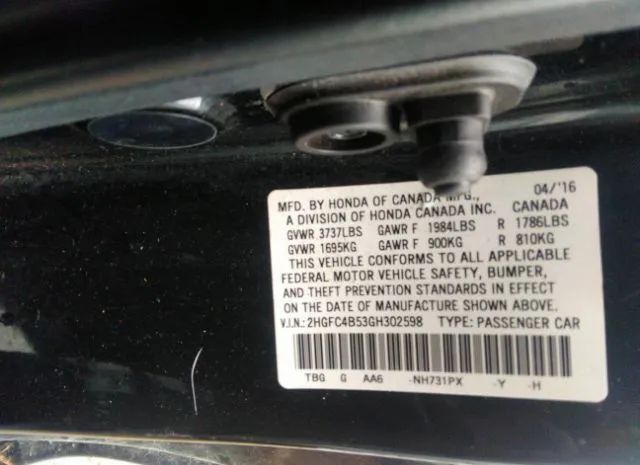 MFD. BY HONDA OF CANADA MFG., 04/'16
A DIVISION OF HONDA CANADA INC. CANADA
GVWR 3737LBS GAWR F 1984LBS R 1786LBS
GVWR 1695KG GAWR F 900KG R 810KG
THIS VEHICLE CONFORMS TO ALL APPLICABLE
FEDERAL MOTOR VEHICLE SAFETY, BUMPER,
AND THEFT PREVENTION STANDARDS IN EFFECT
ON THE DATE OF MANUFACTURE SHOWN ABOVE.
V.I.N.: 2HGFC4B53GH302598 TYPE: PASSENGER CAR
TBG G AA6 -NH731PX -Y -H